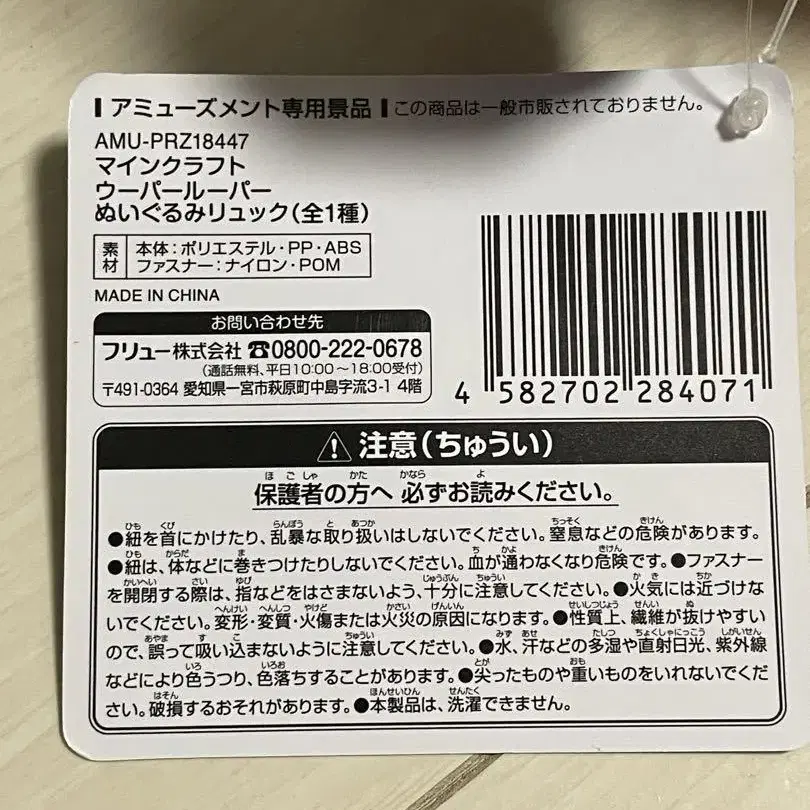 アミューズメント専用景品 この商品は一般市販されておりません。
AMU-PRZ18447
マインクラフト
ウーパールーパー
ぬいぐるみリュック(全1種)
素材
本体:ポリエステル・PP・ABS
ファスナー:ナイロン・POM
MADE IN CHINA
お問い合わせ先
フリュー株式会社 ☎0800-222-0678
(通話無料、平日10:00~18:00受付)
〒491-0364 愛知県一宮市萩原町中島字流3-1 4階
4 582702 284071
⚠注意(ちゅうい)
保護者の方へ 必ずお読みください。
●紐を首にかけたり、乱暴な取り扱いはしないでください。窒息などの危険があります。
●紐は、体などに巻きつけたりしないでください。血が通わなくなり危険です。●ファスナー
を開閉する際は、指などをはさまないよう、十分に注意してください。●火気には近づけな
いでください。変形・変質・火傷または火災の原因になります。●性質上、繊維が抜けやすい
ので、誤って吸い込まないように注意してください。●水、汗などの多湿や直射日光、紫外線
などにより色うつり、色落ちすることがあります。●尖ったものや重いものをいれないでくだ
さい。破損するおそれがあります。●本製品は、洗濯できません。